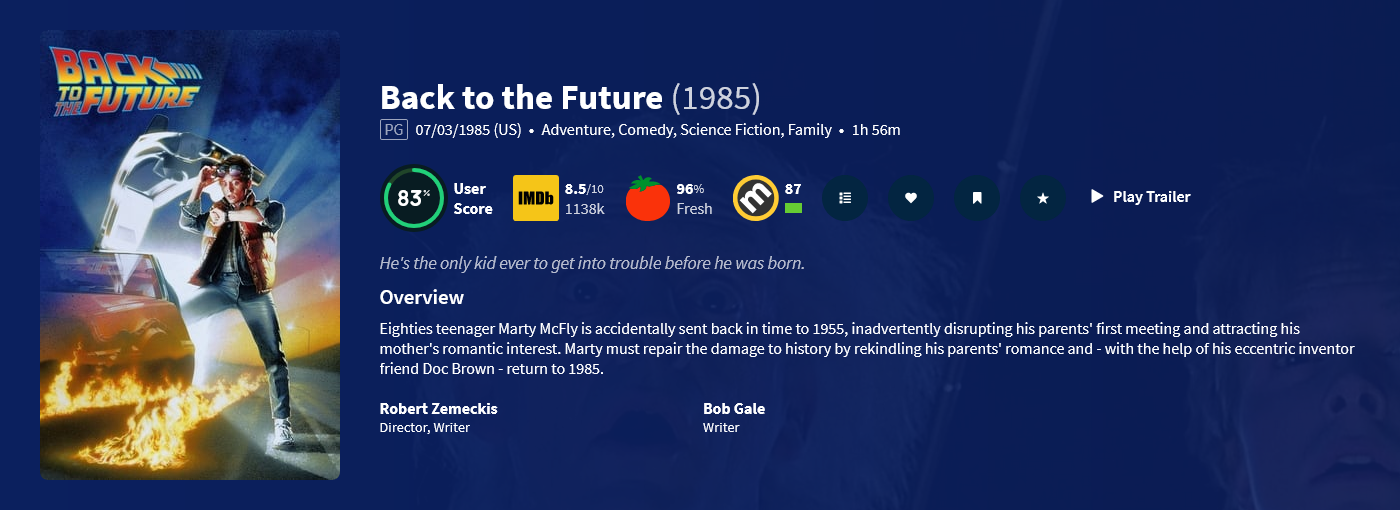 BACK
TO THE FUTURE
Back to the Future (1985)
PG 07/03/1985 (US) • Adventure, Comedy, Science Fiction, Family • 1h 56m
83% User Score IMDb 8.5/10 1138k 96% Fresh m 87 Play Trailer
He's the only kid ever to get into trouble before he was born.
Overview
Eighties teenager Marty McFly is accidentally sent back in time to 1955, inadvertently disrupting his parents' first meeting and attracting his
mother's romantic interest. Marty must repair the damage to history by rekindling his parents' romance and - with the help of his eccentric inventor
friend Doc Brown - return to 1985.
Robert Zemeckis
Director, Writer
Bob Gale
Writer